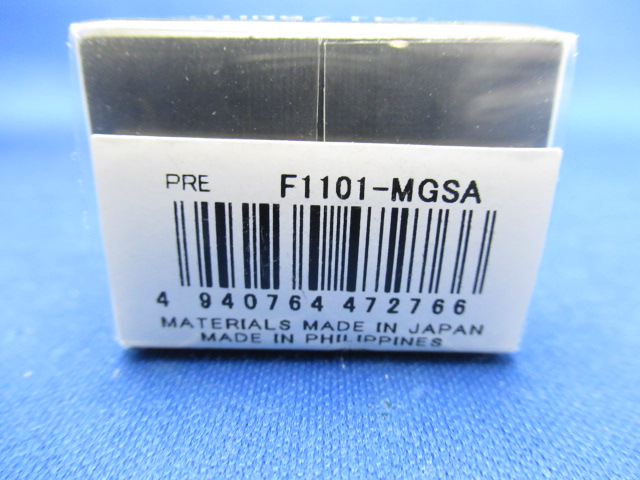 PRE F1101-MGSA
4 940764 472766
MATERIALS MADE IN JAPAN
MADE IN PHILIPPINES